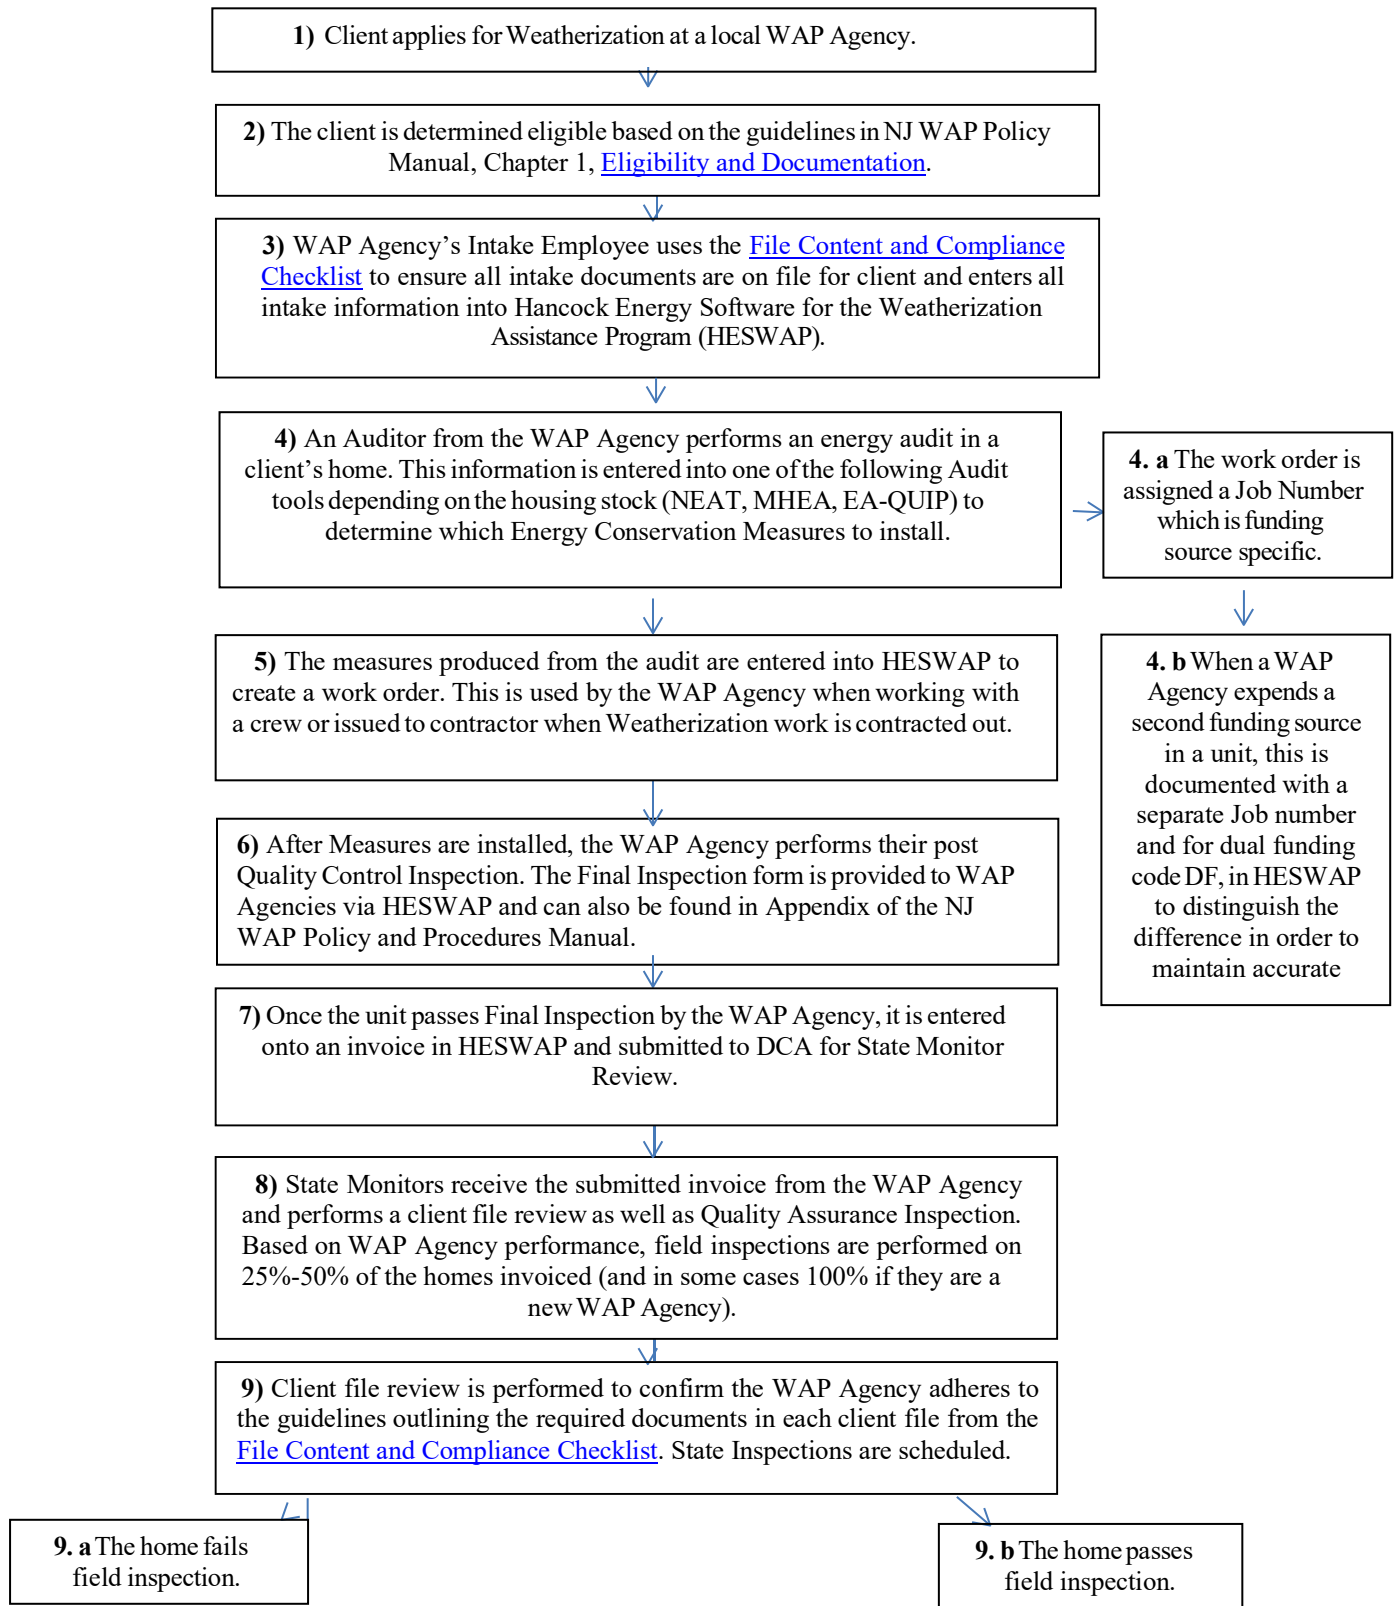 1) Client applies for Weatherization at a local WAP Agency.
2) The client is determined eligible based on the guidelines in NJ WAP Policy
Manual, Chapter 1, Eligibility and Documentation.
3) WAP Agency’s Intake Employee uses the File Content and Compliance
Checklist to ensure all intake documents are on file for client and enters all
intake information into Hancock Energy Software for the Weatherization
Assistance Program (HESWAP).
4) An Auditor from the WAP Agency performs an energy audit in a
client’s home. This information is entered into one of the following Audit
tools depending on the housing stock (NEAT, MHEA, EA-QUIP) to
determine which Energy Conservation Measures to install.
4. a The work order is
assigned a Job Number
which is funding
source specific.
4. b When a WAP
Agency expends a
second funding source
in a unit, this is
documented with a
separate Job number
and for dual funding
code DF, in HESWAP
to distinguish the
difference in order to
maintain accurate
5) The measures produced from the audit are entered into HESWAP to
create a work order. This is used by the WAP Agency when working with
a crew or issued to contractor when Weatherization work is contracted out.
6) After Measures are installed, the WAP Agency performs their post
Quality Control Inspection. The Final Inspection form is provided to WAP
Agencies via HESWAP and can also be found in Appendix of the NJ
WAP Policy and Procedures Manual.
7) Once the unit passes Final Inspection by the WAP Agency, it is entered
onto an invoice in HESWAP and submitted to DCA for State Monitor
Review.
8) State Monitors receive the submitted invoice from the WAP Agency
and performs a client file review as well as Quality Assurance Inspection.
Based on WAP Agency performance, field inspections are performed on
25%-50% of the homes invoiced (and in some cases 100% if they are a
new WAP Agency).
9) Client file review is performed to confirm the WAP Agency adheres to
the guidelines outlining the required documents in each client file from the
File Content and Compliance Checklist. State Inspections are scheduled.
9. a The home fails
field inspection.
9. b The home passes
field inspection.